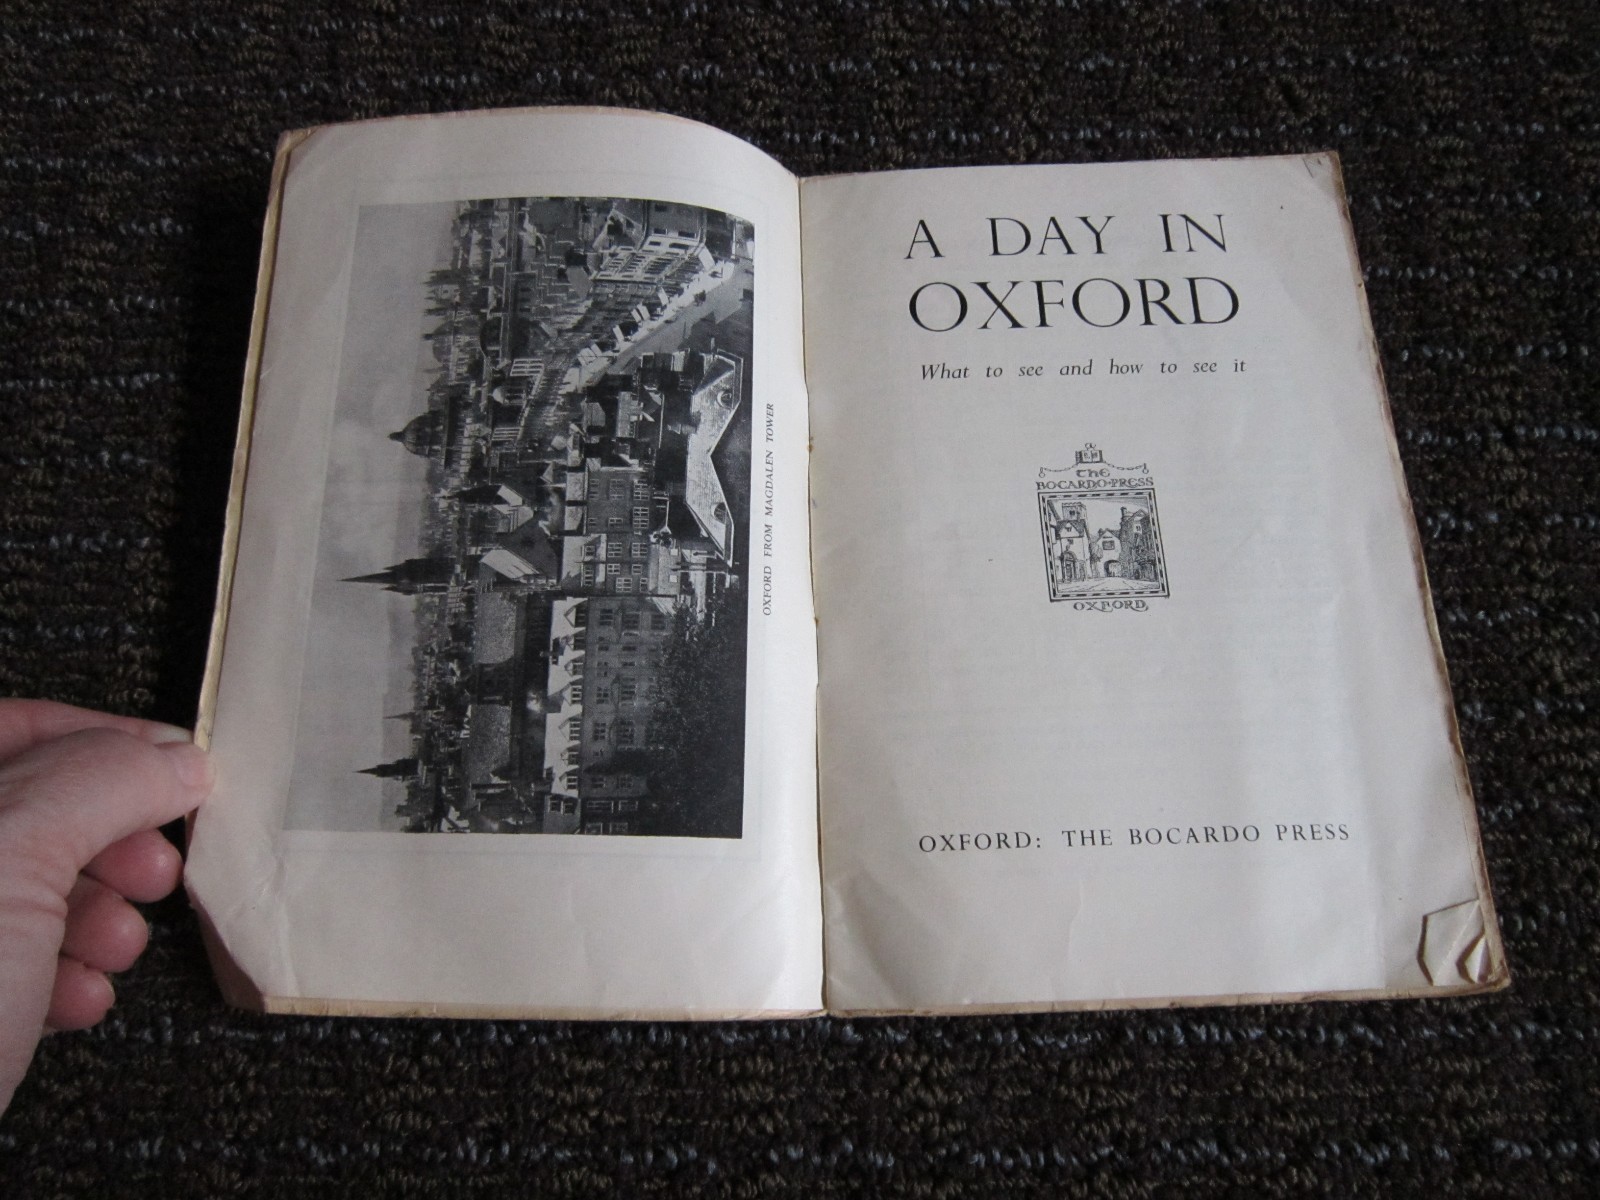 OXFORD FROM MAGDALEN TOWER
A DAY IN
OXFORD
What to see and how to see it
THE
BOCARDO·PRESS
OXFORD
OXFORD: THE BOCARDO PRESS